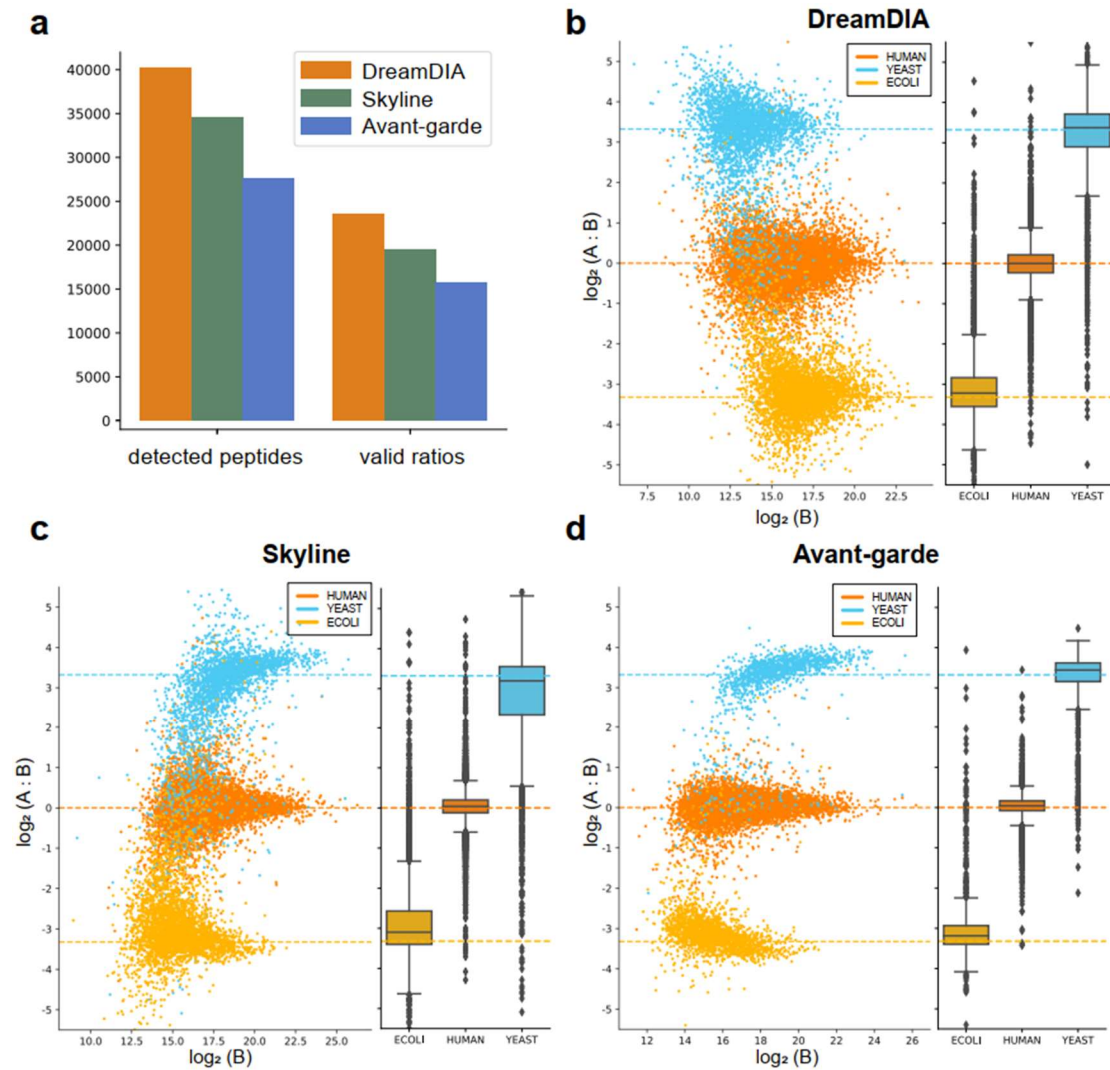 a
40000
35000
30000
25000
20000
15000
10000
5000
0
DreamDIA
Skyline
Avant-garde
detected peptides
valid ratios
b
DreamDIA
HUMAN
YEAST
ECOLI
log₂ (A : B)
5
4
3
2
1
0
-1
-2
-3
-4
-5
7.5 10.0 12.5 15.0 17.5 20.0 22.5
log₂ (B)
ECOLI HUMAN YEAST
c
Skyline
HUMAN
YEAST
ECOLI
log₂ (A : B)
5
4
3
2
1
0
-1
-2
-3
-4
-5
10.0 12.5 15.0 17.5 20.0 22.5 25.0
log₂ (B)
ECOLI HUMAN YEAST
d
Avant-garde
HUMAN
YEAST
ECOLI
log₂ (A : B)
5
4
3
2
1
0
-1
-2
-3
-4
-5
12 14 16 18 20 22 24 26
log₂ (B)
ECOLI HUMAN YEAST